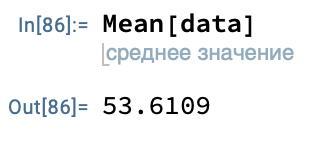 In[86]:= Mean[data]
среднее значение
Out[86]= 53.6109